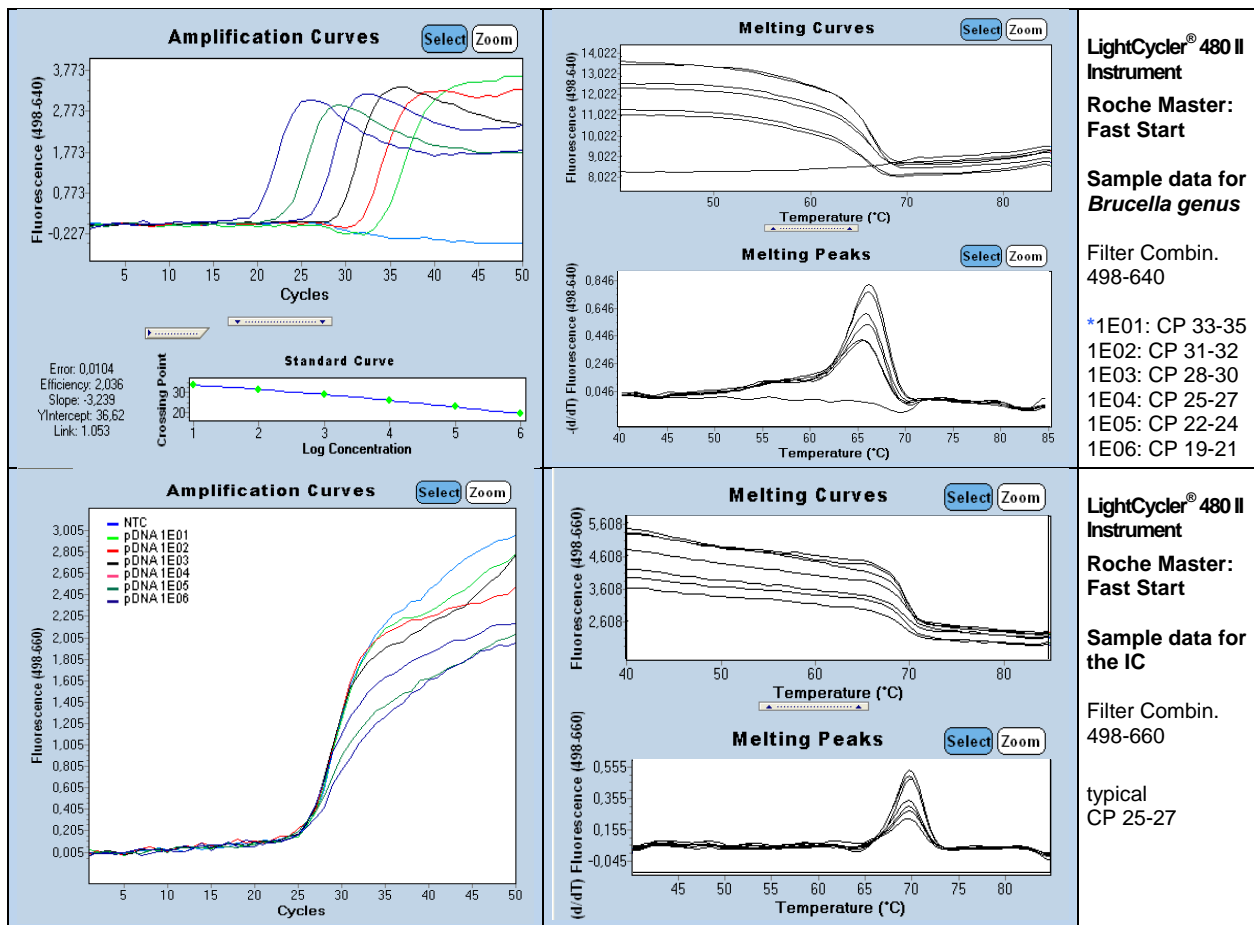 Amplification Curves
Select
Zoom
Fluorescence (498-640)
3,773
2,773
1,773
0,773
-0,227
5 10 15 20 25 30 35 40 45 50
Cycles
Error: 0,0104
Efficiency: 2,036
Slope: -3,239
YIntercept: 36,62
Link: 1.053
Standard Curve
Crossing Point
30
20
1 2 3 4 5 6
Log Concentration
Melting Curves
Select
Zoom
Fluorescence (498-640)
14,022
13,022
12,022
11,022
10,022
9,022
8,022
50 60 70 80
Temperature (°C)
Melting Peaks
Select
Zoom
-(d/dT) Fluorescence (498-640)
0,846
0,646
0,446
0,246
0,046
40 45 50 55 60 65 70 75 80 85
Temperature (°C)
LightCycler® 480 II
Instrument
Roche Master:
Fast Start
Sample data for
Brucella genus
Filter Combin.
498-640
*1E01: CP 33-35
1E02: CP 31-32
1E03: CP 28-30
1E04: CP 25-27
1E05: CP 22-24
1E06: CP 19-21
Amplification Curves
Select
Zoom
Fluorescence (498-660)
3,005
2,805
2,605
2,405
2,205
2,005
1,805
1,605
1,405
1,205
1,005
0,805
0,605
0,405
0,205
0,005
NTC
pDNA 1E01
pDNA 1E02
pDNA 1E03
pDNA 1E04
pDNA 1E05
pDNA 1E06
5 10 15 20 25 30 35 40 45 50
Cycles
Melting Curves
Select
Zoom
Fluorescence (498-660)
5,608
4,608
3,608
2,608
40 50 60 70 80
Temperature (°C)
Melting Peaks
Select
Zoom
(d/dT) Fluorescence (498-660)
0,555
0,355
0,155
-0,045
45 50 55 60 65 70 75 80
Temperature (°C)
LightCycler® 480 II
Instrument
Roche Master:
Fast Start
Sample data for
the IC
Filter Combin.
498-660
typical
CP 25-27